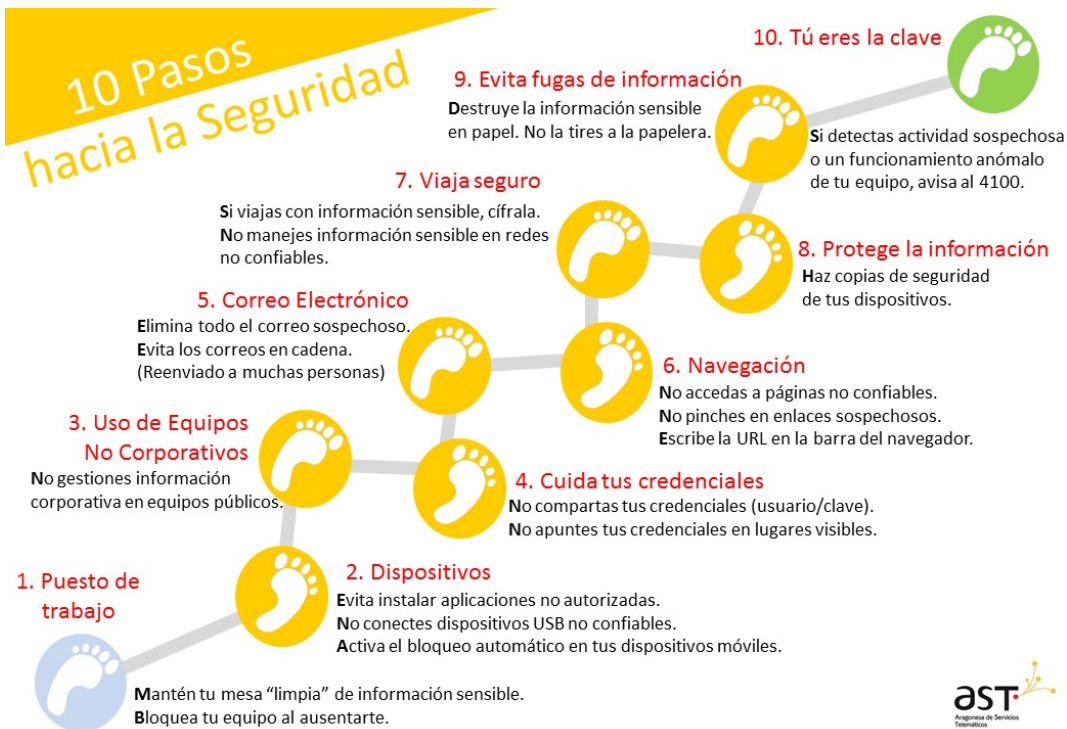 10 Pasos
hacia la Seguridad
10. Tú eres la clave
Si detectas actividad sospechosa
o un funcionamiento anómalo
de tu equipo, avisa al 4100.
9. Evita fugas de información
Destruye la información sensible
en papel. No la tires a la papelera.
8. Protege la información
Haz copias de seguridad
de tus dispositivos.
7. Viaja seguro
Si viajas con información sensible, cífrala.
No manejes información sensible en redes
no confiables.
6. Navegación
No accedas a páginas no confiables.
No pinches en enlaces sospechosos.
Escribe la URL en la barra del navegador.
5. Correo Electrónico
Elimina todo el correo sospechoso.
Evita los correos en cadena.
(Reenviado a muchas personas)
4. Cuida tus credenciales
No compartas tus credenciales (usuario/clave).
No apuntes tus credenciales en lugares visibles.
3. Uso de Equipos
No Corporativos
No gestiones información
corporativa en equipos públicos.
2. Dispositivos
Evita instalar aplicaciones no autorizadas.
No conectes dispositivos USB no confiables.
Activa el bloqueo automático en tus dispositivos móviles.
1. Puesto de
trabajo
Mantén tu mesa “limpia” de información sensible.
Bloquea tu equipo al ausentarte.
aST
Aragonesa de Servicios
Telemáticos